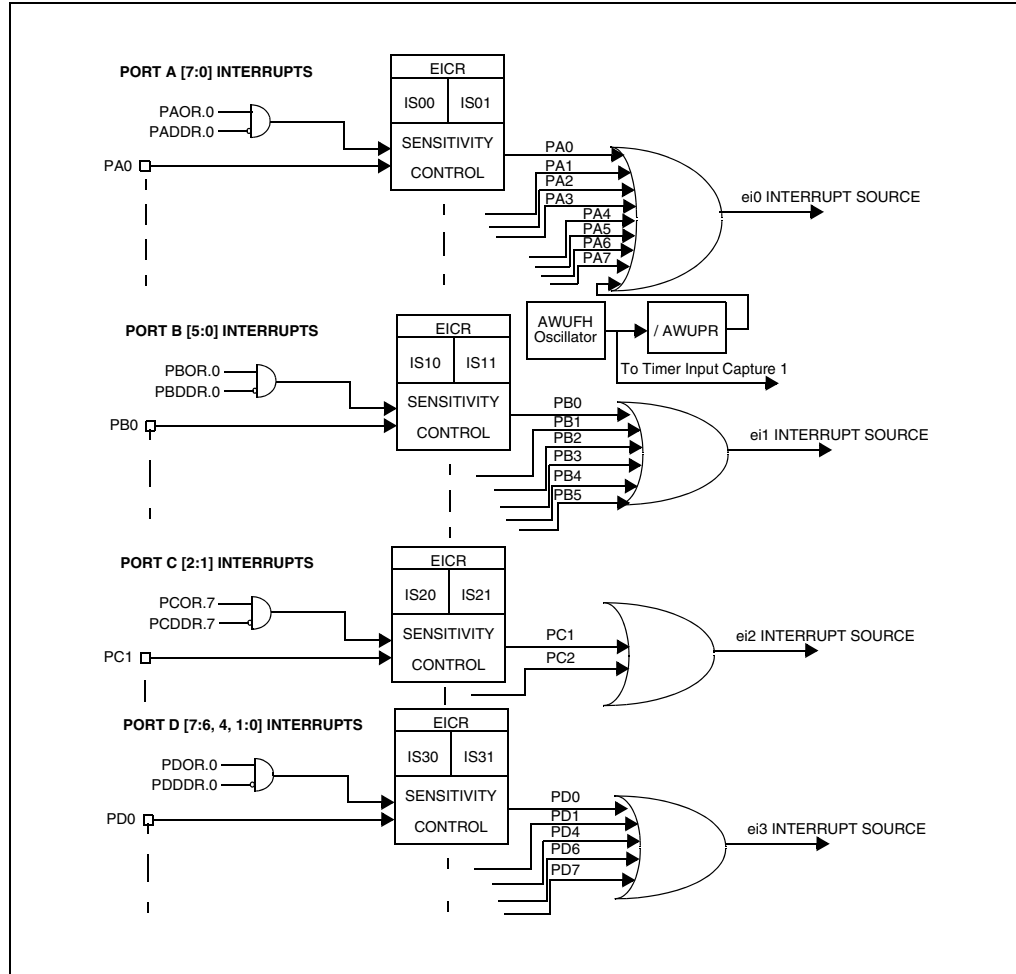 PORT A [7:0] INTERRUPTS
EICR
IS00 IS01
SENSITIVITY
CONTROL
PAOR.0
PADDR.0
PA0
PA0
PA1
PA2
PA3
PA4
PA5
PA6
PA7
ei0 INTERRUPT SOURCE
AWUFH
Oscillator
/ AWUPR
To Timer Input Capture 1
PORT B [5:0] INTERRUPTS
EICR
IS10 IS11
SENSITIVITY
CONTROL
PBOR.0
PBDDR.0
PB0
PB0
PB1
PB2
PB3
PB4
PB5
ei1 INTERRUPT SOURCE
PORT C [2:1] INTERRUPTS
EICR
IS20 IS21
SENSITIVITY
CONTROL
PCOR.7
PCDDR.7
PC1
PC1
PC2
ei2 INTERRUPT SOURCE
PORT D [7:6, 4, 1:0] INTERRUPTS
EICR
IS30 IS31
SENSITIVITY
CONTROL
PDOR.0
PDDDR.0
PD0
PD0
PD1
PD4
PD6
PD7
ei3 INTERRUPT SOURCE